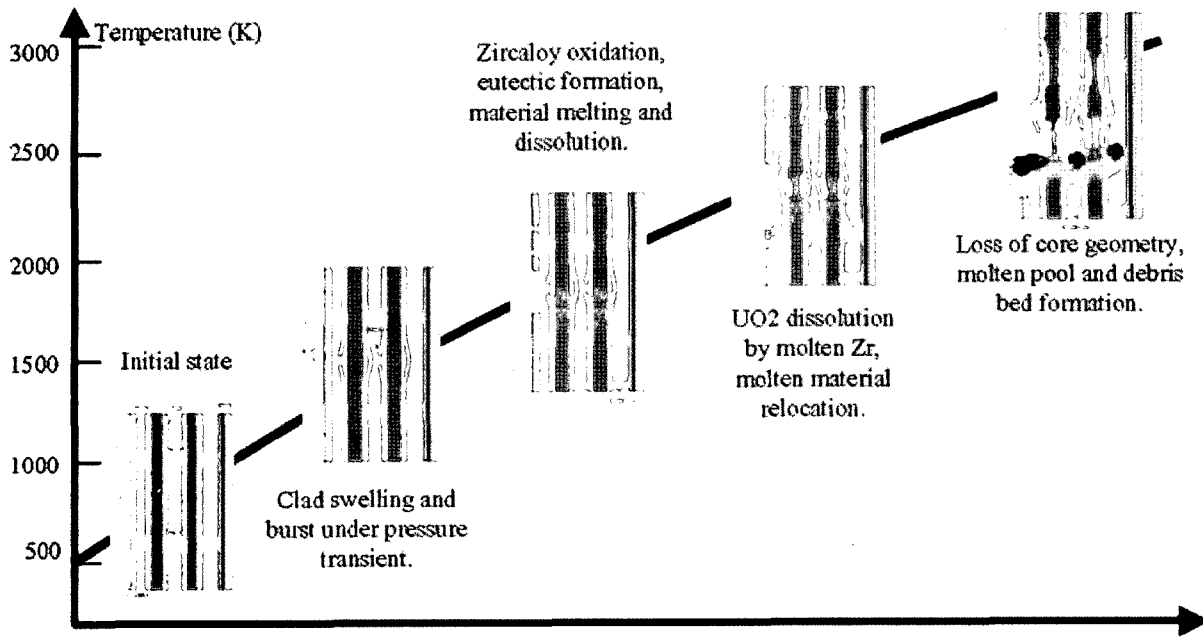 Temperature (K)
3000
2500
2000
1500
1000
500
Initial state
Clad swelling and
burst under pressure
transient.
Zircaloy oxidation,
eutectic formation,
material melting and
dissolution.
UO2 dissolution
by molten Zr,
molten material
relocation.
Loss of core geometry,
molten pool and debris
bed formation.